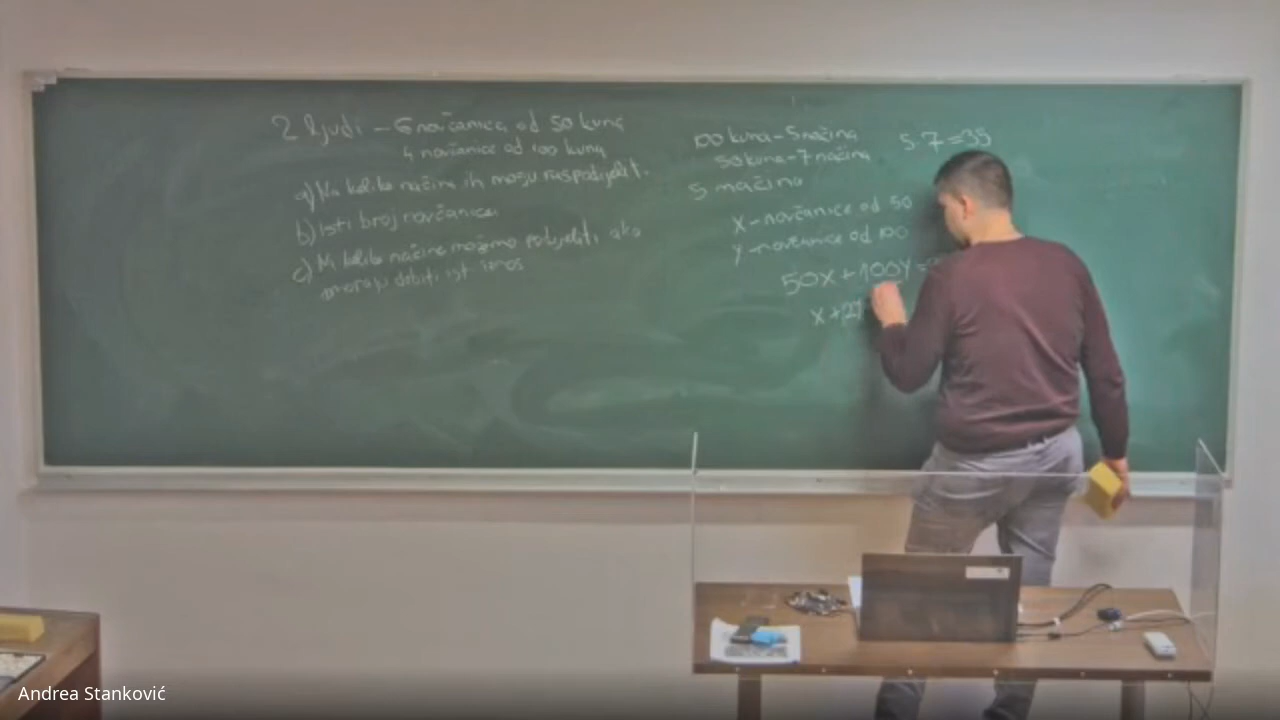 2 ljudi - 6 novčanica od 50 kuna
4 novčanice od 100 kuna
a) Na koliko načina ih mogu raspodijelit.
b) Isti broj novčanica
c) Na koliko načina možemo podijeliti ako
moraju dobiti ist iznos
100 kuna - 5 načina 5·7=35
50 kuna - 7 načina
5 načina
x - novčanice od 50
y - novčanice od 100
50x + 100y =
x + 2y
Andrea Stanković